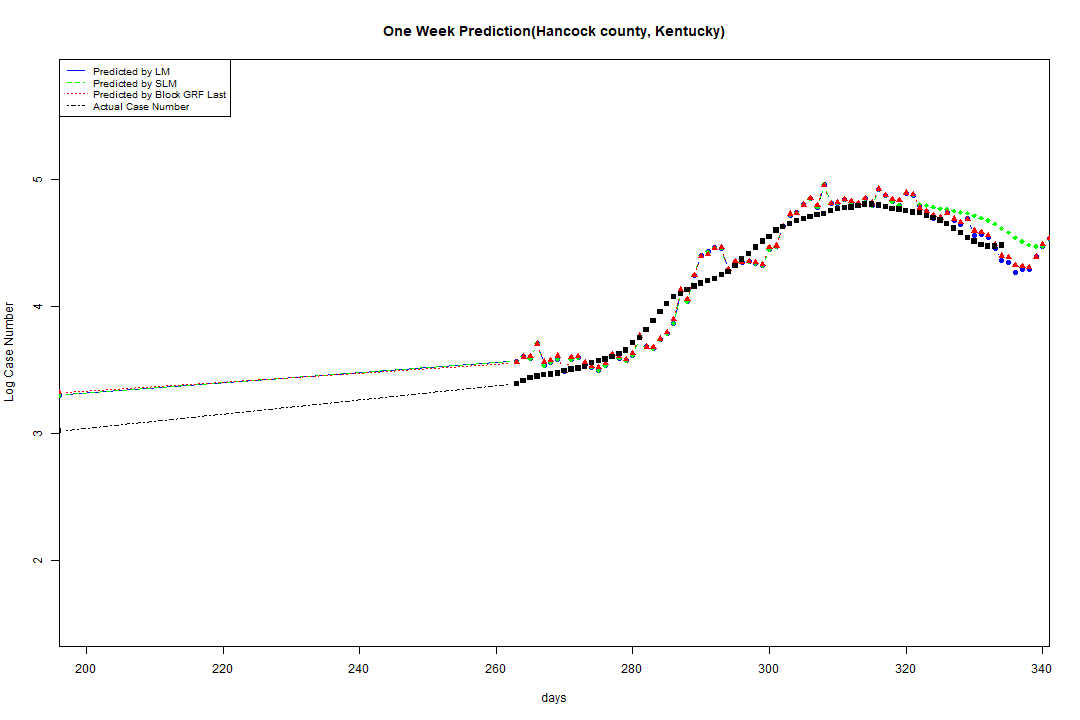 One Week Prediction(Hancock county, Kentucky)
Predicted by LM
Predicted by SLM
Predicted by Block GRF Last
Actual Case Number
5
4
3
2
Log Case Number
200 220 240 260 280 300 320 340
days